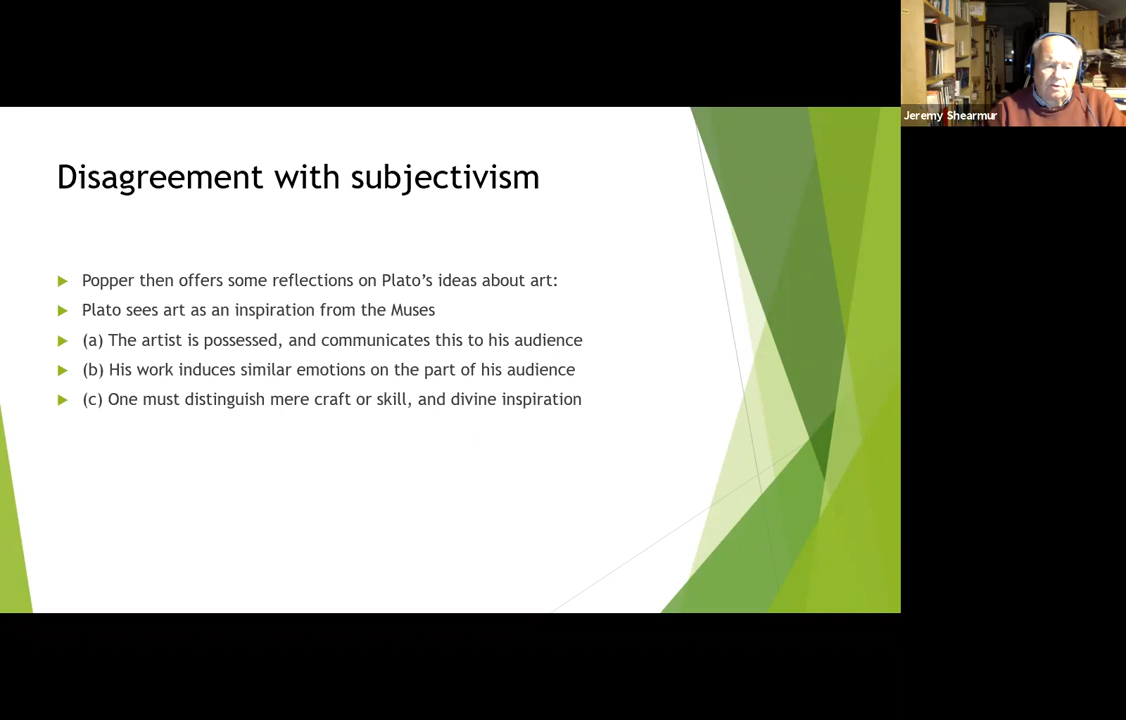 Jeremy Shearmur
Disagreement with subjectivism
Popper then offers some reflections on Plato’s ideas about art:
Plato sees art as an inspiration from the Muses
(a) The artist is possessed, and communicates this to his audience
(b) His work induces similar emotions on the part of his audience
(c) One must distinguish mere craft or skill, and divine inspiration